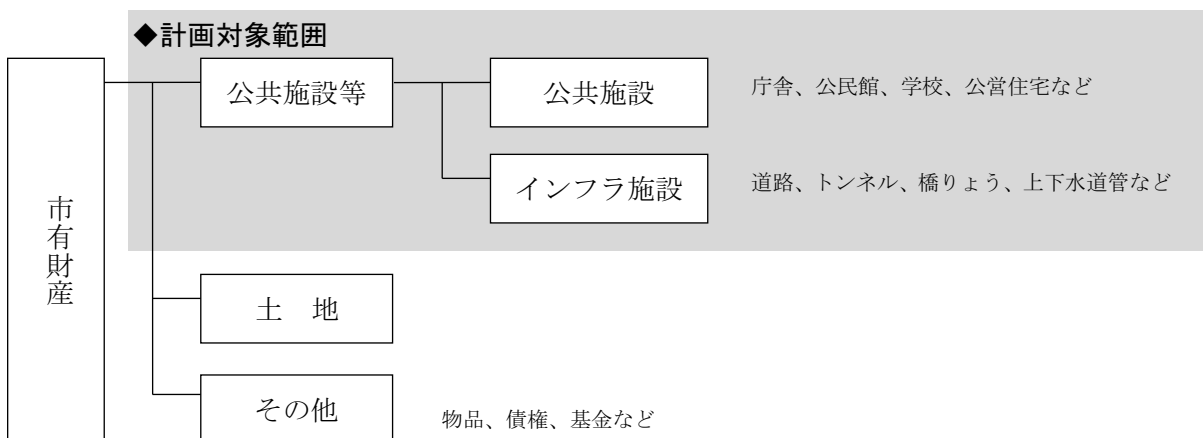 ◆計画対象範囲
公共施設等
公共施設
庁舎、公民館、学校、公営住宅など
インフラ施設
道路、トンネル、橋りょう、上下水道管など
市有財産
土　地
その他
物品、債権、基金など